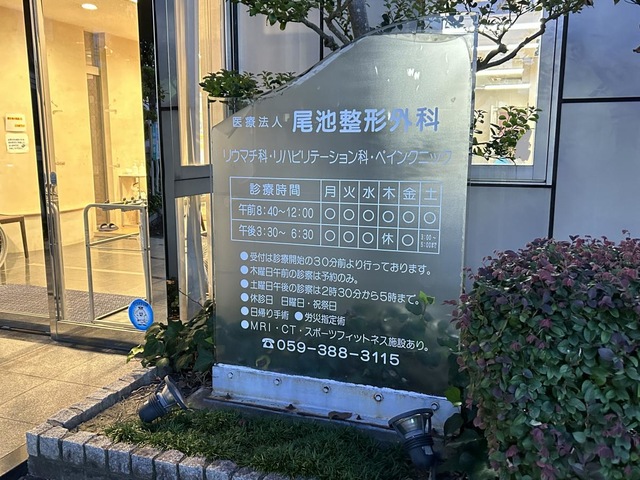 医療法人 尾池整形外科
リウマチ科・リハビリテーション科・ペインクニック
診療時間 月 火 水 木 金 土
午前8:40~12:00 ○ ○ ○ ○ ○ ○
午後3:30~ 6:30 ○ ○ ○ 休 ○
●受付は診療開始の30分前より行っております。
●木曜日午前の診察は予約のみ。
●土曜日午後の診察は2時30分から5時まで。
●休診日 日曜日・祝祭日
●日帰り手術 ●労災指定術
●MRI・CT・スポーツフィットネス施設あり。
☎059-388-3115